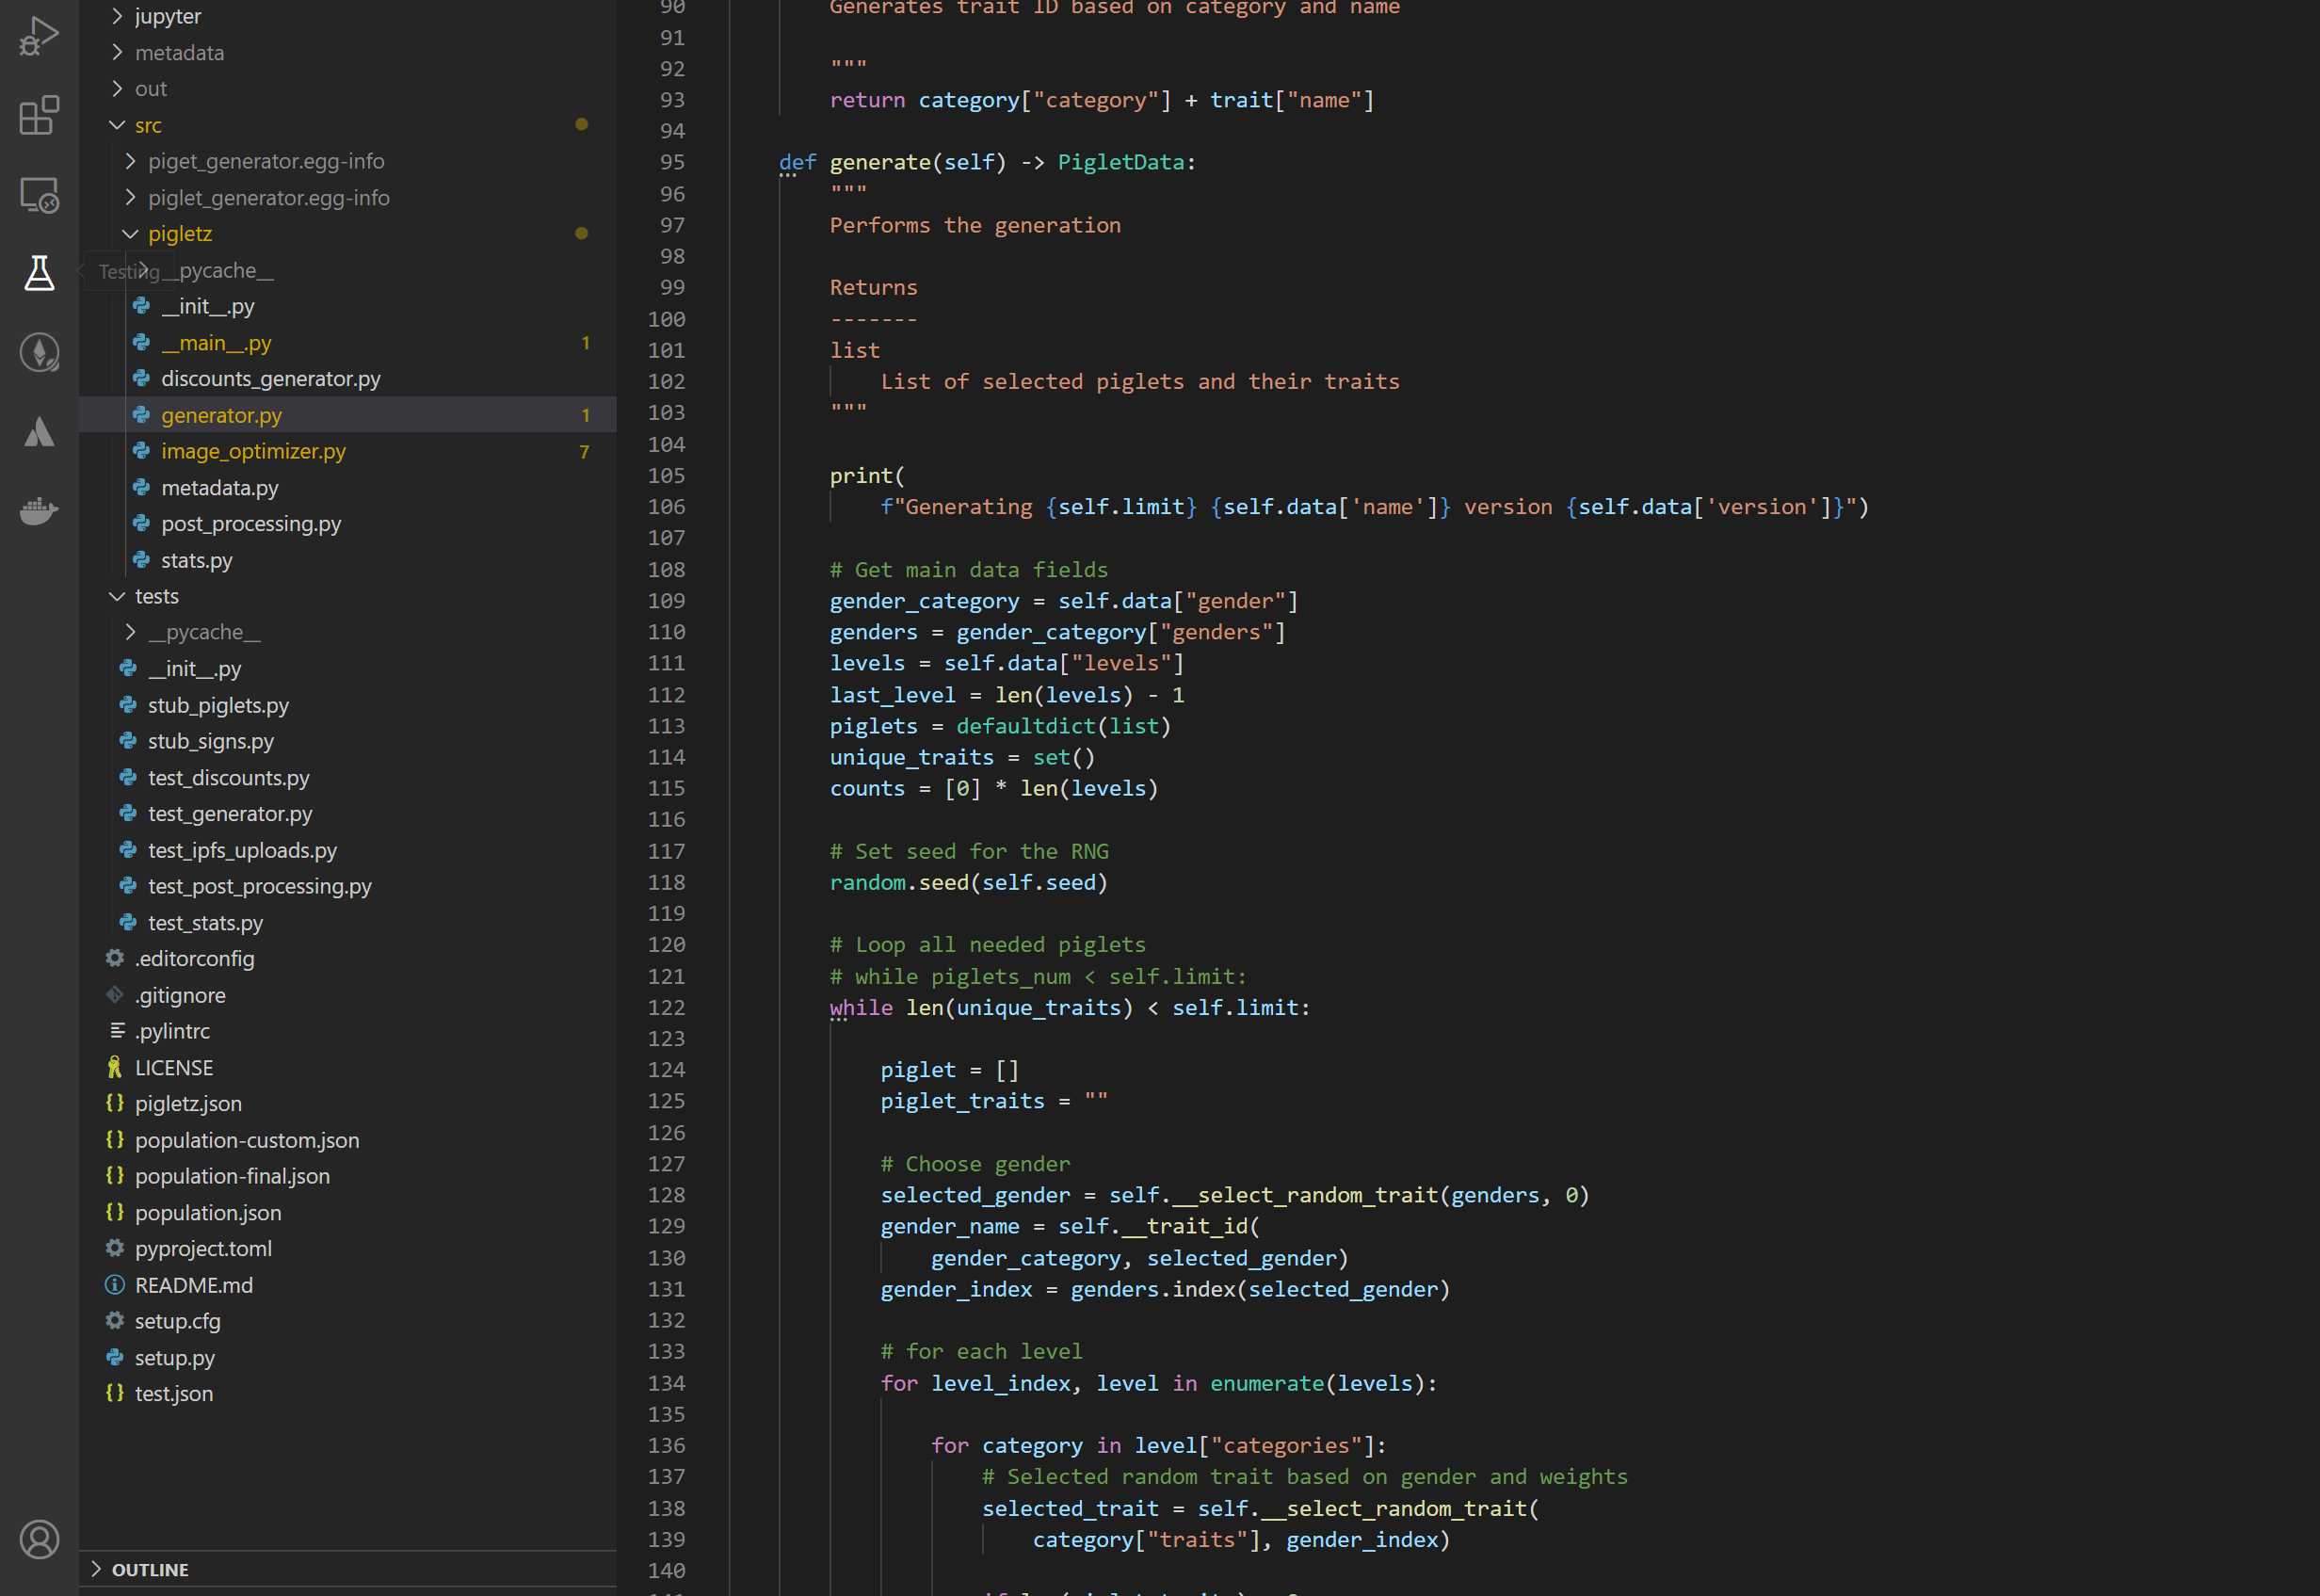 jupyter
metadata
out
src
piget_generator.egg-info
piglet_generator.egg-info
pigletz
Testing
__pycache__
__init__.py
__main__.py 1
discounts_generator.py
generator.py 1
image_optimizer.py 7
metadata.py
post_processing.py
stats.py
tests
__pycache__
__init__.py
stub_piglets.py
stub_signs.py
test_discounts.py
test_generator.py
test_ipfs_uploads.py
test_post_processing.py
test_stats.py
.editorconfig
.gitignore
.pylintrc
LICENSE
pigletz.json
population-custom.json
population-final.json
population.json
pyproject.toml
README.md
setup.cfg
setup.py
test.json
OUTLINE
90 Generates trait ID based on category and name
91
92 """
93 return category["category"] + trait["name"]
94
95 def generate(self) -> PigletData:
96 """
97 Performs the generation
98
99 Returns
100 -------
101 list
102 List of selected piglets and their traits
103 """
104
105 print(
106 f"Generating {self.limit} {self.data['name']} version {self.data['version']}")
107
108 # Get main data fields
109 gender_category = self.data["gender"]
110 genders = gender_category["genders"]
111 levels = self.data["levels"]
112 last_level = len(levels) - 1
113 piglets = defaultdict(list)
114 unique_traits = set()
115 counts = [0] * len(levels)
116
117 # Set seed for the RNG
118 random.seed(self.seed)
119
120 # Loop all needed piglets
121 # while piglets_num < self.limit:
122 while len(unique_traits) < self.limit:
123
124 piglet = []
125 piglet_traits = ""
126
127 # Choose gender
128 selected_gender = self.__select_random_trait(genders, 0)
129 gender_name = self.__trait_id(
130 gender_category, selected_gender)
131 gender_index = genders.index(selected_gender)
132
133 # for each level
134 for level_index, level in enumerate(levels):
135
136 for category in level["categories"]:
137 # Selected random trait based on gender and weights
138 selected_trait = self.__select_random_trait(
139 category["traits"], gender_index)
140